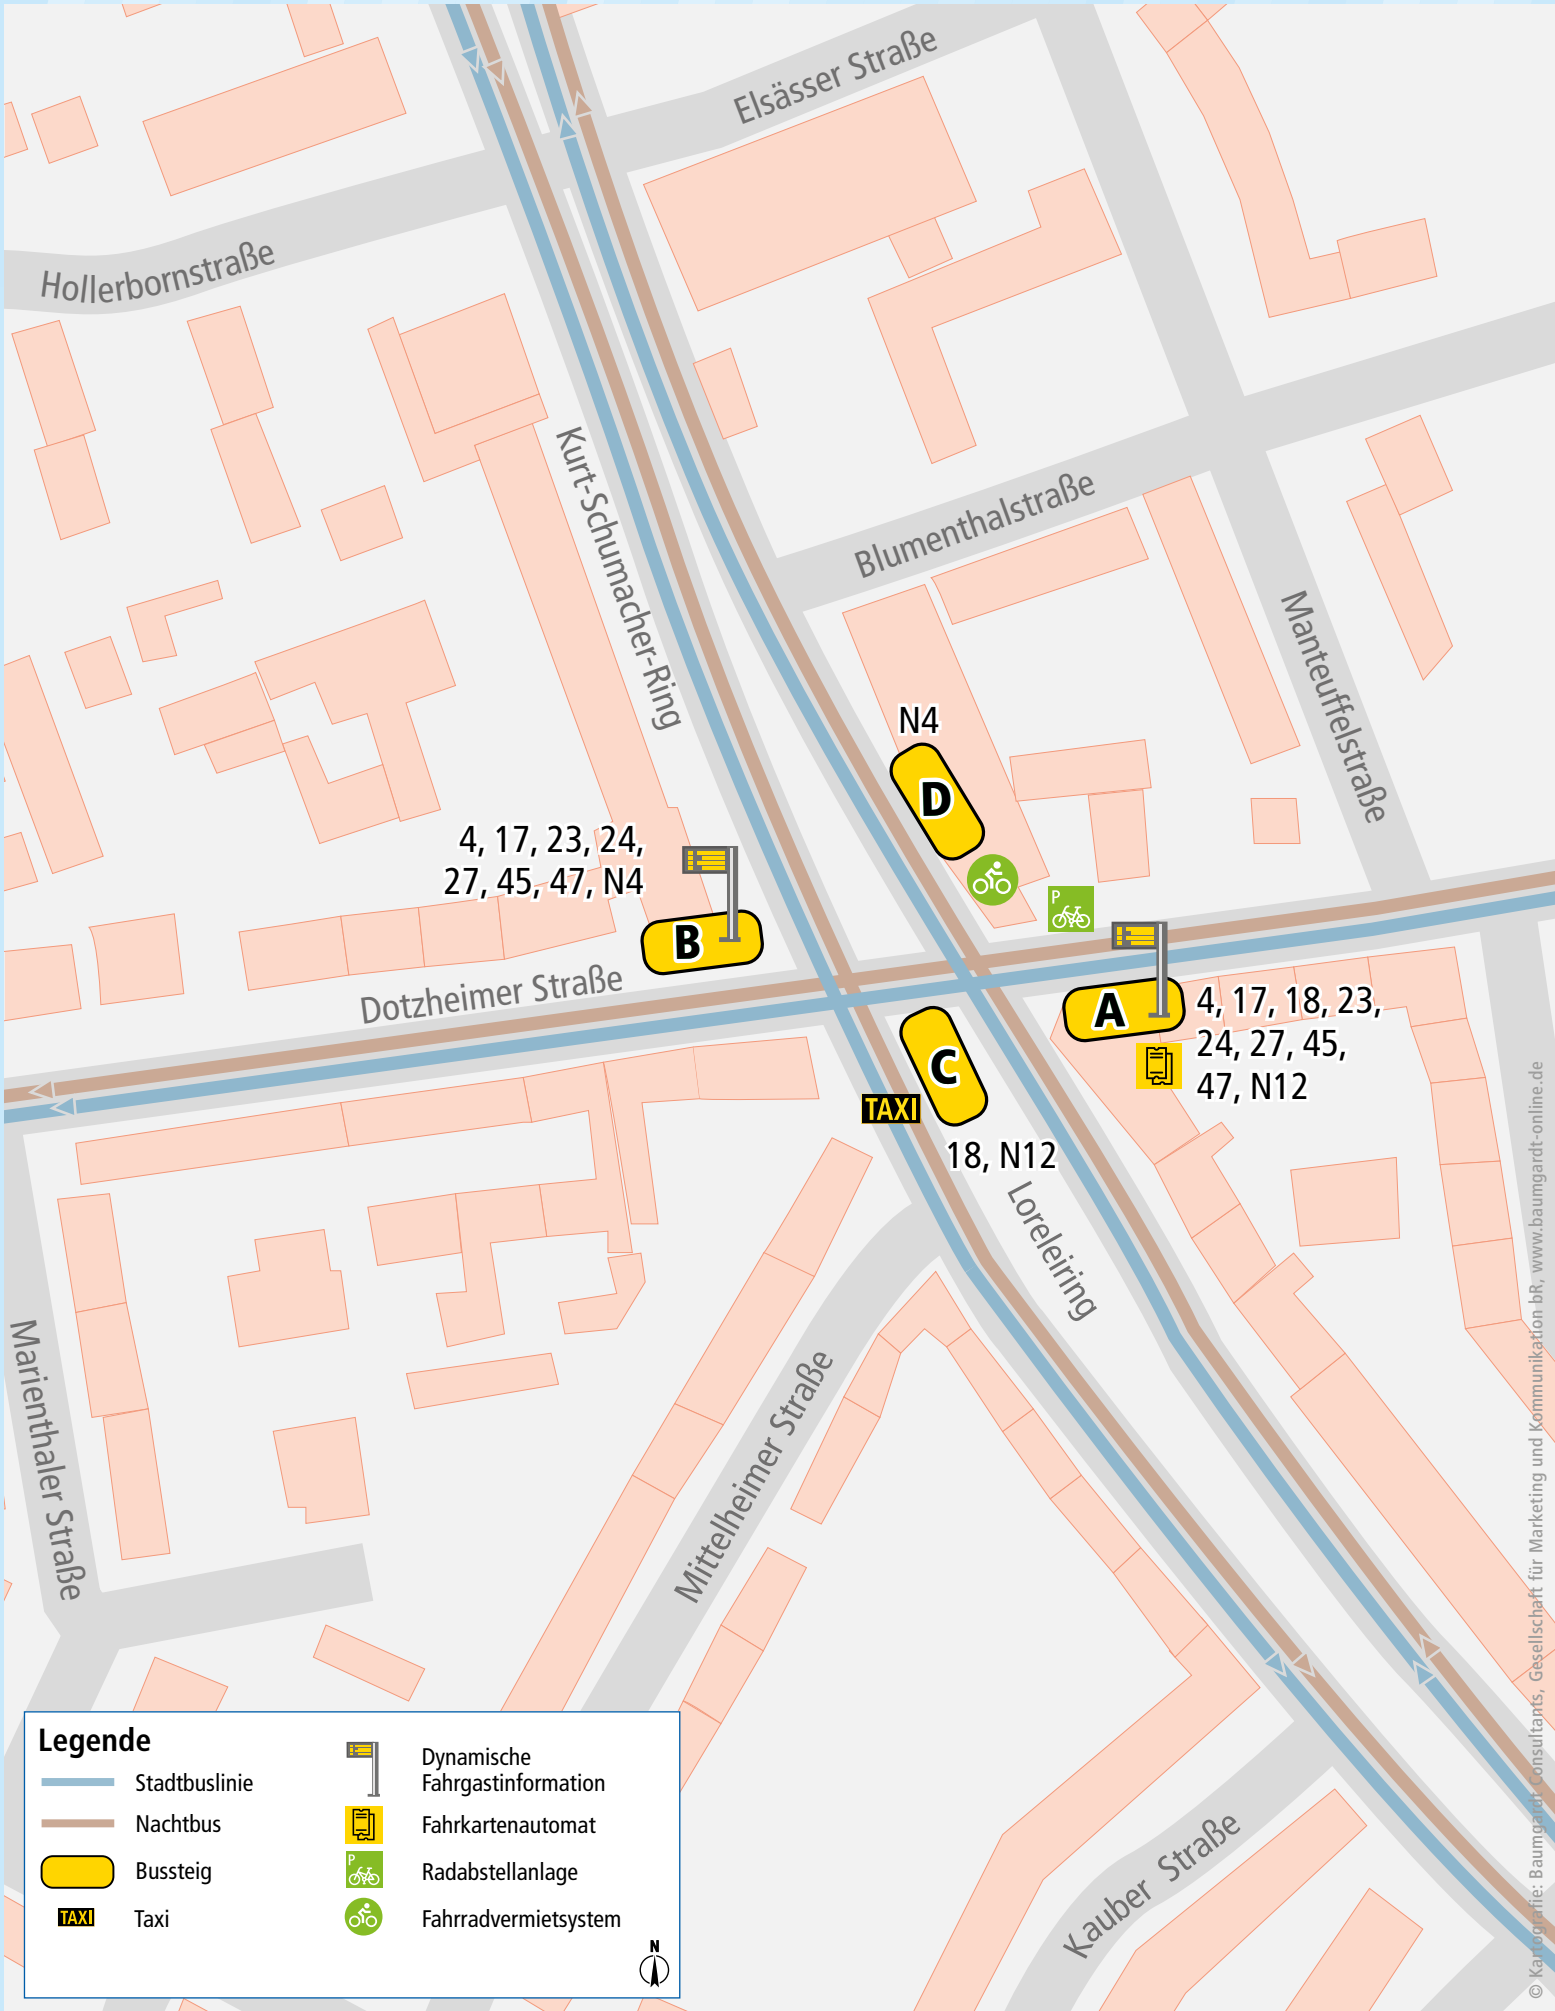 Elsässer Straße
Hollerbornstraße
Kurt-Schumacher-Ring
Blumenthalstraße
Manteuffelstraße
N4
D
4, 17, 23, 24,
27, 45, 47, N4
B
P
Dotzheimer Straße
A
4, 17, 18, 23,
24, 27, 45,
47, N12
C
TAXI
18, N12
Loreleiring
Marienthaler Straße
Mittelheimer Straße
Kauber Straße
Legende
Stadtbuslinie
Nachtbus
Bussteig
TAXI
Taxi
Dynamische
Fahrgastinformation
Fahrkartenautomat
P
Radabstellanlage
Fahrradvermietsystem
N
© Kartografie: Baumgardt Consultants, Gesellschaft für Marketing und Kommunikation bR, www.baumgardt-online.de